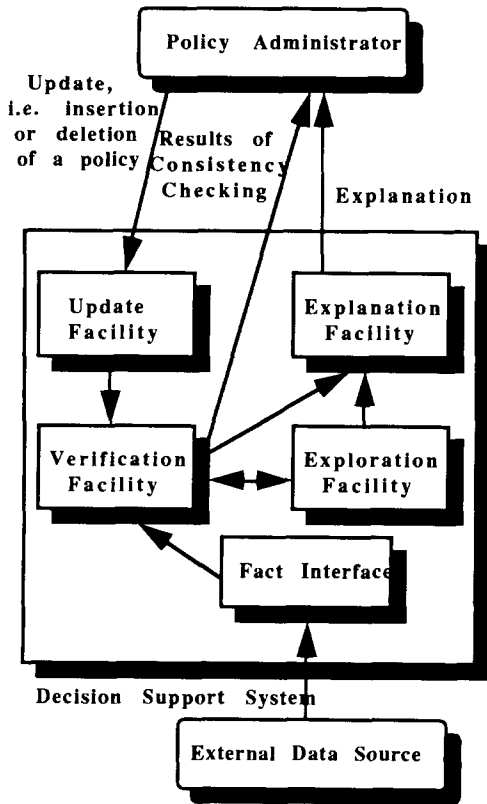 Policy Administrator
Update,
i.e. insertion
or deletion
of a policy
Results of
Consistency
Checking
Explanation
Update
Facility
Explanation
Facility
Verification
Facility
Exploration
Facility
Fact Interface
Decision Support System
External Data Source